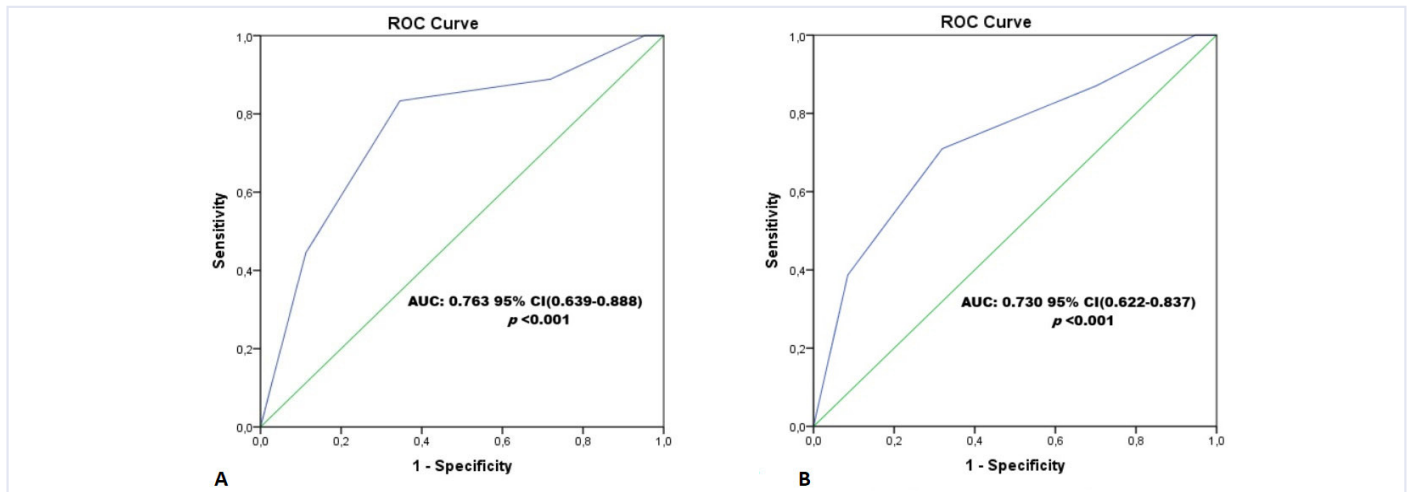 ROC Curve
1,0
0,8
0,6
0,4
0,2
0,0
Sensitivity
AUC: 0.763 95% CI(0.639-0.888)
p <0.001
0,0 0,2 0,4 0,6 0,8 1,0
1 - Specificity
A
ROC Curve
1,0
0,8
0,6
0,4
0,2
0,0
Sensitivity
AUC: 0.730 95% CI(0.622-0.837)
p <0.001
0,0 0,2 0,4 0,6 0,8 1,0
1 - Specificity
B